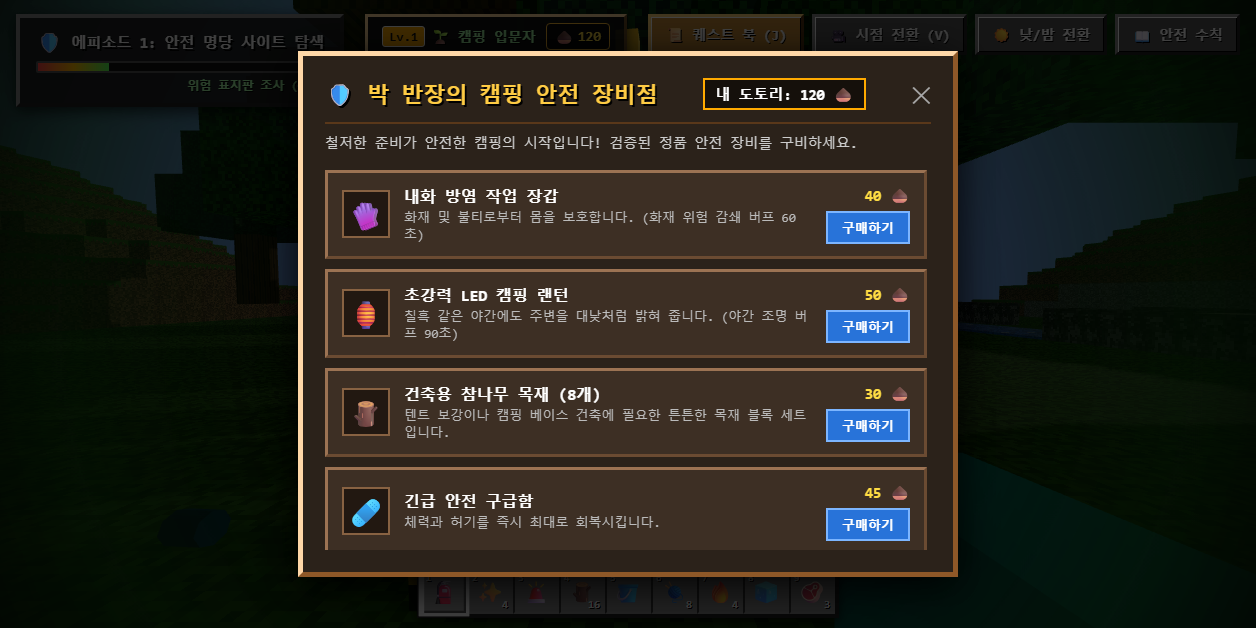 에피소드 1: 안전 명당 사이트 탐색
위험 표지판 조사 (
Lv.1 캠핑 입문자 120
퀘스트 북 (J)
시점 전환 (V)
낮/밤 전환
안전 수칙
박 반장의 캠핑 안전 장비점
내 도토리: 120
철저한 준비가 안전한 캠핑의 시작입니다! 검증된 정품 안전 장비를 구비하세요.
내화 방염 작업 장갑
화재 및 불티로부터 몸을 보호합니다. (화재 위험 감쇄 버프 60
초)
40
구매하기
초강력 LED 캠핑 랜턴
칠흑 같은 야간에도 주변을 대낮처럼 밝혀 줍니다. (야간 조명 버
프 90초)
50
구매하기
건축용 참나무 목재 (8개)
텐트 보강이나 캠핑 베이스 건축에 필요한 튼튼한 목재 블록 세트
입니다.
30
구매하기
긴급 안전 구급함
체력과 허기를 즉시 최대로 회복시킵니다.
45
구매하기
4 16 8 4 3